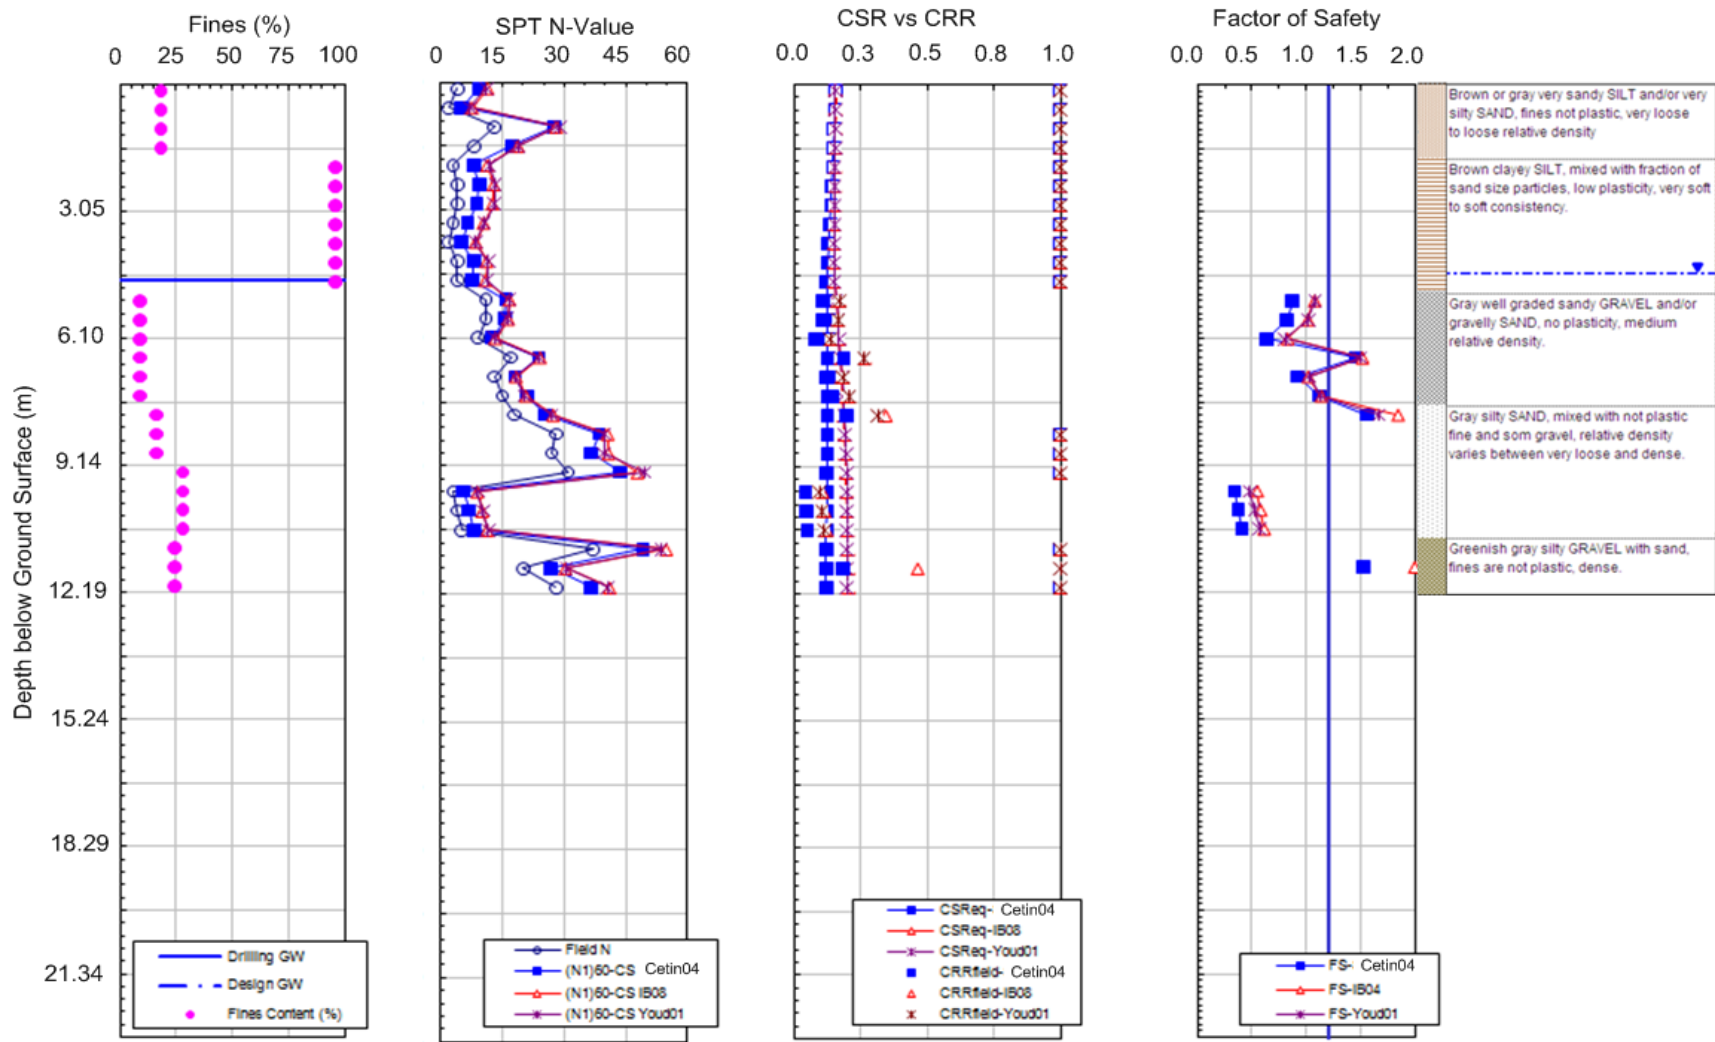 Fines (%)
0 25 50 75 100
SPT N-Value
0 15 30 45 60
CSR vs CRR
0.0 0.3 0.5 0.8 1.0
Factor of Safety
0.0 0.5 1.0 1.5 2.0
Depth below Ground Surface (m)
3.05
6.10
9.14
12.19
15.24
18.29
21.34
Brown or gray very sandy SILT and/or very
silty SAND, fines not plastic, very loose
to loose relative density
Brown clayey SILT, mixed with fraction of
sand size particles, low plasticity, very soft
to soft consistency.
Gray well graded sandy GRAVEL and/or
gravelly SAND, no plasticity, medium
relative density.
Gray silty SAND, mixed with not plastic
fine and som gravel, relative density
varies between very loose and dense.
Greenish gray silty GRAVEL with sand,
fines are not plastic, dense.
Drilling GW
Design GW
Fines Content (%)
Field N
(N1)60-CS Cetin04
(N1)60-CS IB08
(N1)60-CS Youd01
CSReq- Cetin04
CSReq-IB08
CSReq-Youd01
CRRfield- Cetin04
CRRfield-IB08
CRRfield-Youd01
FS- Cetin04
FS-IB04
FS-Youd01